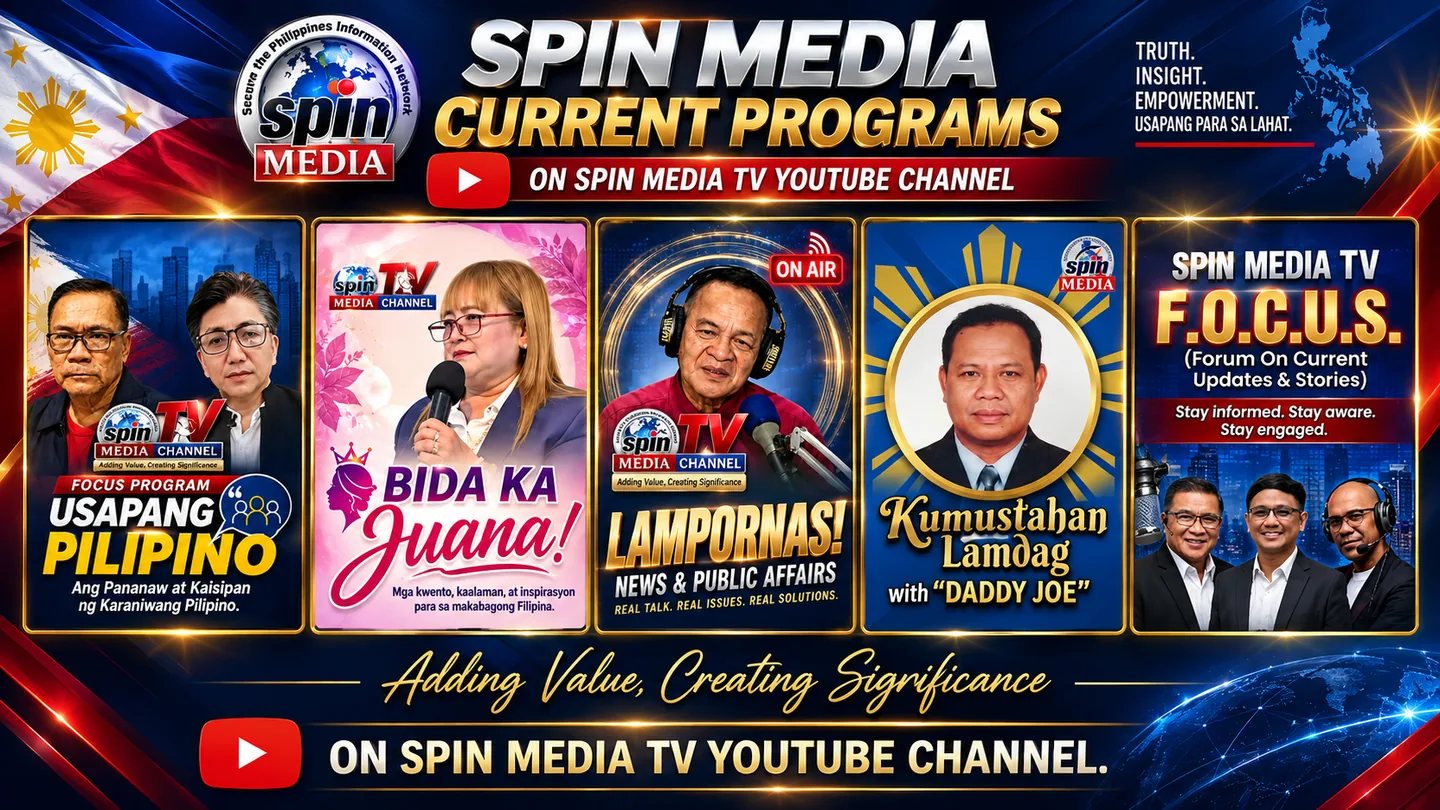 Secure the Philippines Information Network
spin
MEDIA
SPIN MEDIA
CURRENT PROGRAMS
ON SPIN MEDIA TV YOUTUBE CHANNEL
TRUTH.
INSIGHT.
EMPOWERMENT.
USAPANG PARA SA LAHAT.
spin TV
MEDIA CHANNEL
Adding Value, Creating Significance
FOCUS PROGRAM
USAPANG
PILIPINO
Ang Pananaw at Kaisipan
ng Karaniwang Pilipino.
spin TV
MEDIA CHANNEL
BIDA KA
Juana!
Mga kwento, kaalaman, at inspirasyon
para sa makabagong Filipina.
ON AIR
spin TV
MEDIA CHANNEL
Adding Value, Creating Significance
LAMPORNAS!
NEWS & PUBLIC AFFAIRS
REAL TALK. REAL ISSUES. REAL SOLUTIONS.
spin
MEDIA
Kumustahan
Lamdag
with "DADDY JOE"
SPIN MEDIA TV
F.O.C.U.S.
(Forum On Current
Updates & Stories)
Stay informed. Stay aware.
Stay engaged.
Adding Value, Creating Significance
ON SPIN MEDIA TV YOUTUBE CHANNEL.